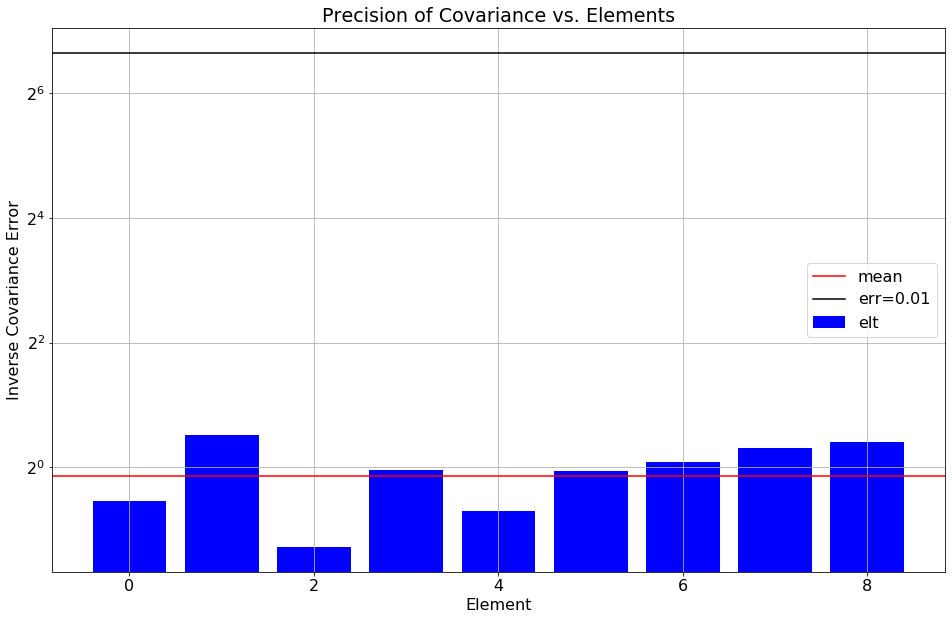 Precision of Covariance vs. Elements
Inverse Covariance Error
2^6
2^4
2^2
2^0
mean
err=0.01
elt
0 2 4 6 8
Element